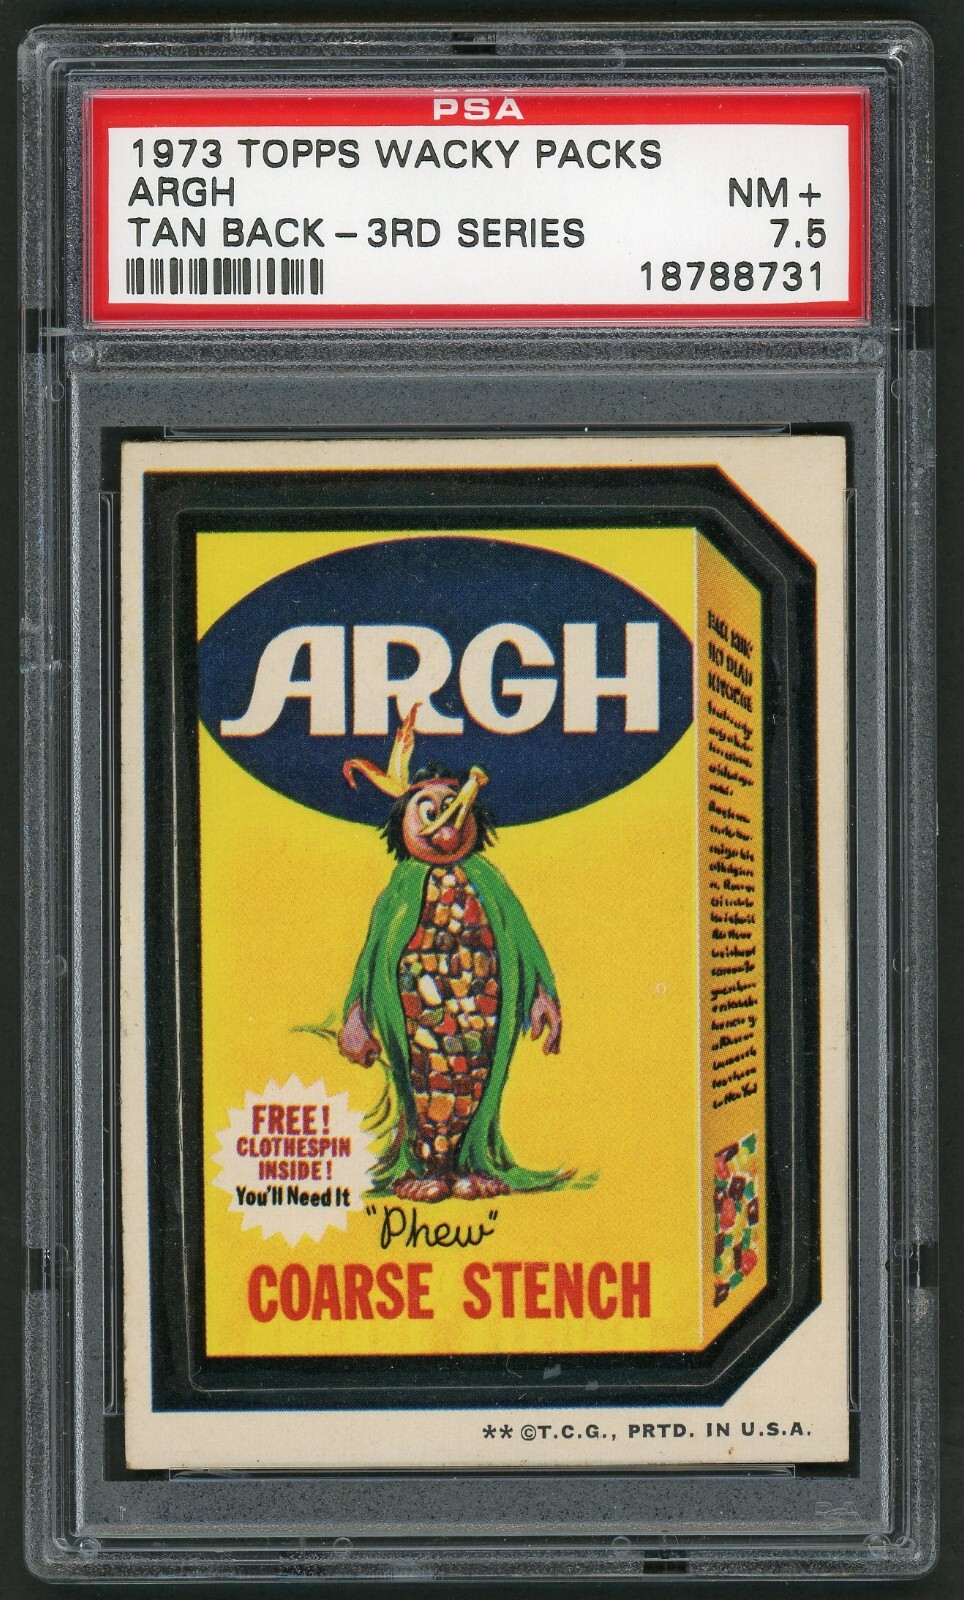 PSA
1973 TOPPS WACKY PACKS
ARGH NM+
TAN BACK - 3RD SERIES 7.5
18788731
ARGH
FREE!
CLOTHESPIN
INSIDE!
You'll Need It
"Phew"
COARSE STENCH
** ©T.C.G., PRTD. IN U.S.A.